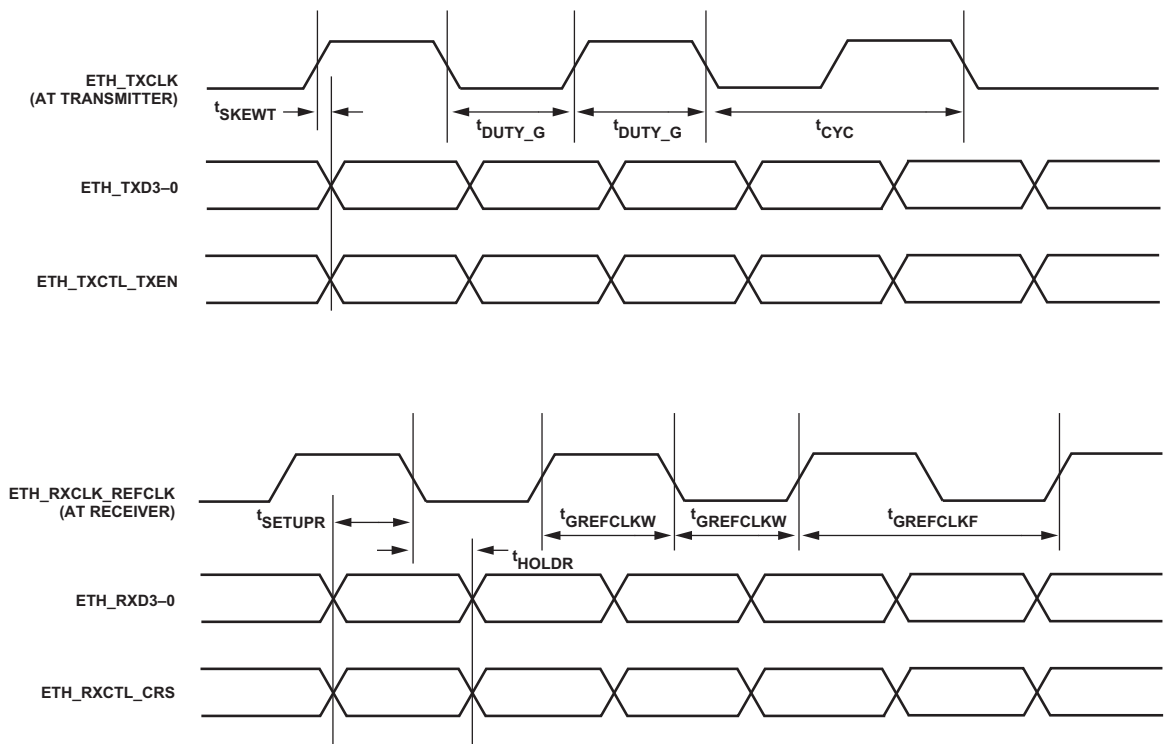 ETH_TXCLK
(AT TRANSMITTER)
tSKEWT
tDUTY_G
tDUTY_G
tCYC
ETH_TXD3–0
ETH_TXCTL_TXEN
ETH_RXCLK_REFCLK
(AT RECEIVER)
tSETUPR
tGREFCLKW
tGREFCLKW
tGREFCLKF
tHOLDR
ETH_RXD3–0
ETH_RXCTL_CRS